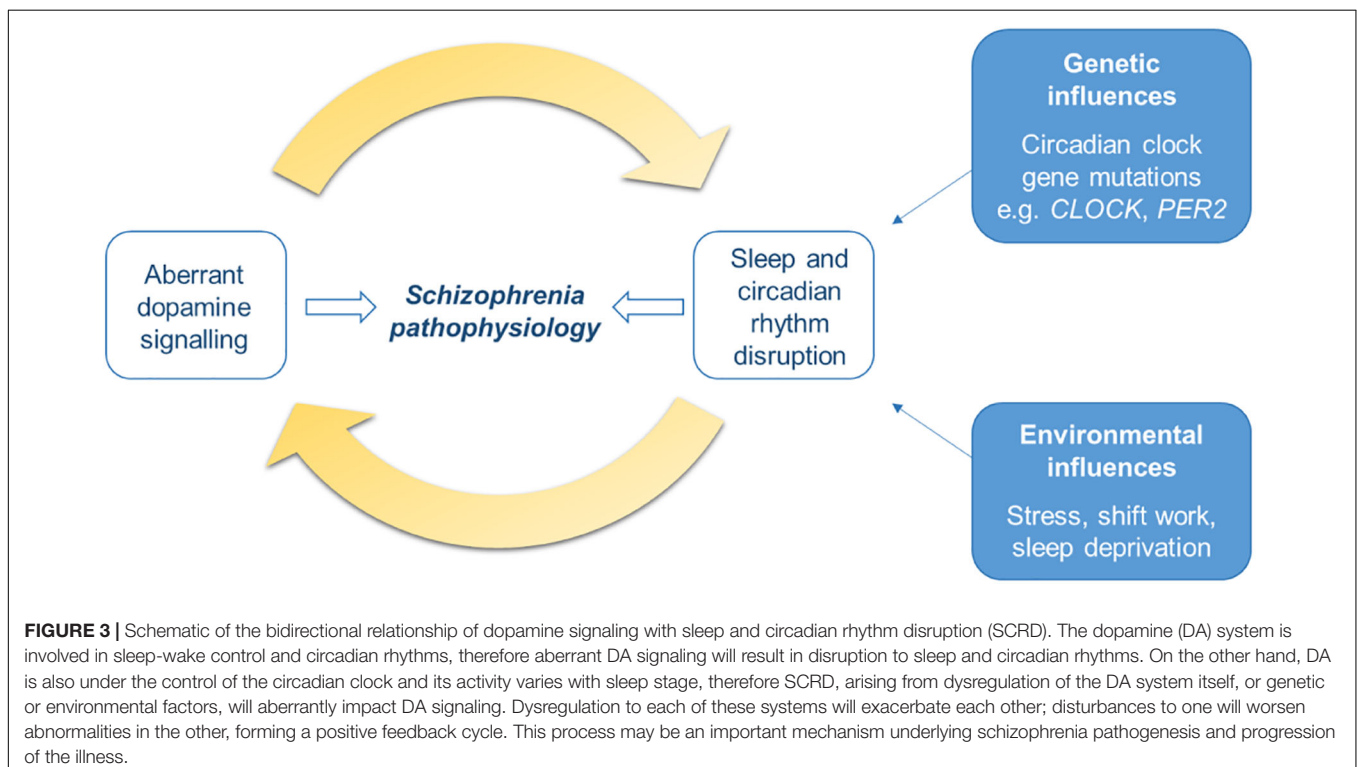 Genetic
influences
Circadian clock
gene mutations
e.g. CLOCK, PER2
Aberrant
dopamine
signalling
Schizophrenia
pathophysiology
Sleep and
circadian
rhythm
disruption
Environmental
influences
Stress, shift work,
sleep deprivation
FIGURE 3 | Schematic of the bidirectional relationship of dopamine signaling with sleep and circadian rhythm disruption (SCRD). The dopamine (DA) system is
involved in sleep-wake control and circadian rhythms, therefore aberrant DA signaling will result in disruption to sleep and circadian rhythms. On the other hand, DA
is also under the control of the circadian clock and its activity varies with sleep stage, therefore SCRD, arising from dysregulation of the DA system itself, or genetic
or environmental factors, will aberrantly impact DA signaling. Dysregulation to each of these systems will exacerbate each other; disturbances to one will worsen
abnormalities in the other, forming a positive feedback cycle. This process may be an important mechanism underlying schizophrenia pathogenesis and progression
of the illness.